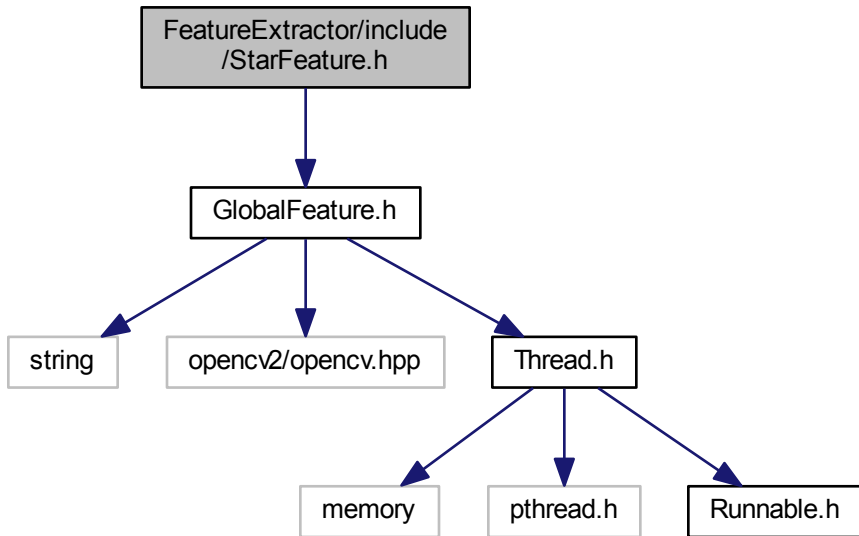 FeatureExtractor/include
/StarFeature.h
GlobalFeature.h
string
opencv2/opencv.hpp
Thread.h
memory
pthread.h
Runnable.h